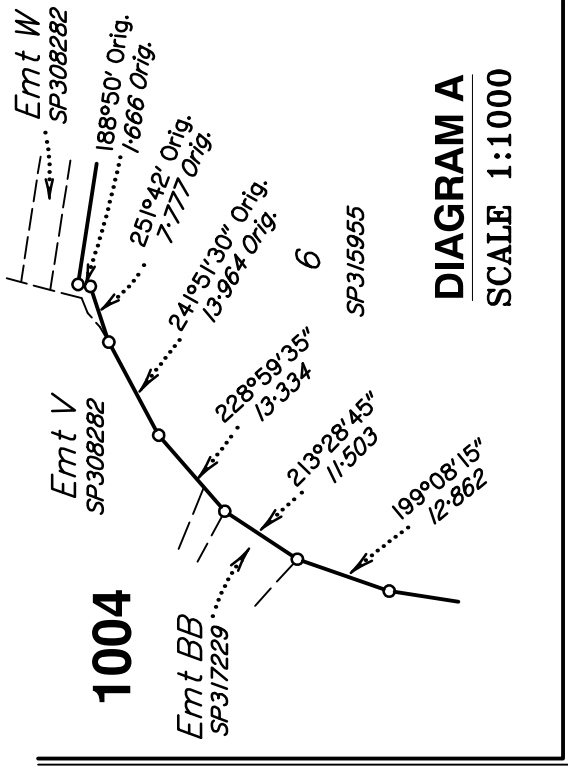 Emt W
SP308282
188°50' Orig.
1·666 Orig.
251°42' Orig.
7·777 Orig.
241°51'30" Orig.
13·964 Orig.
6
SP315955
Emt V
SP308282
228°59'35"
13·334
213°28'45"
11·503
199°08'15"
12·862
1004
Emt BB
SP317229
DIAGRAM A
SCALE 1:1000